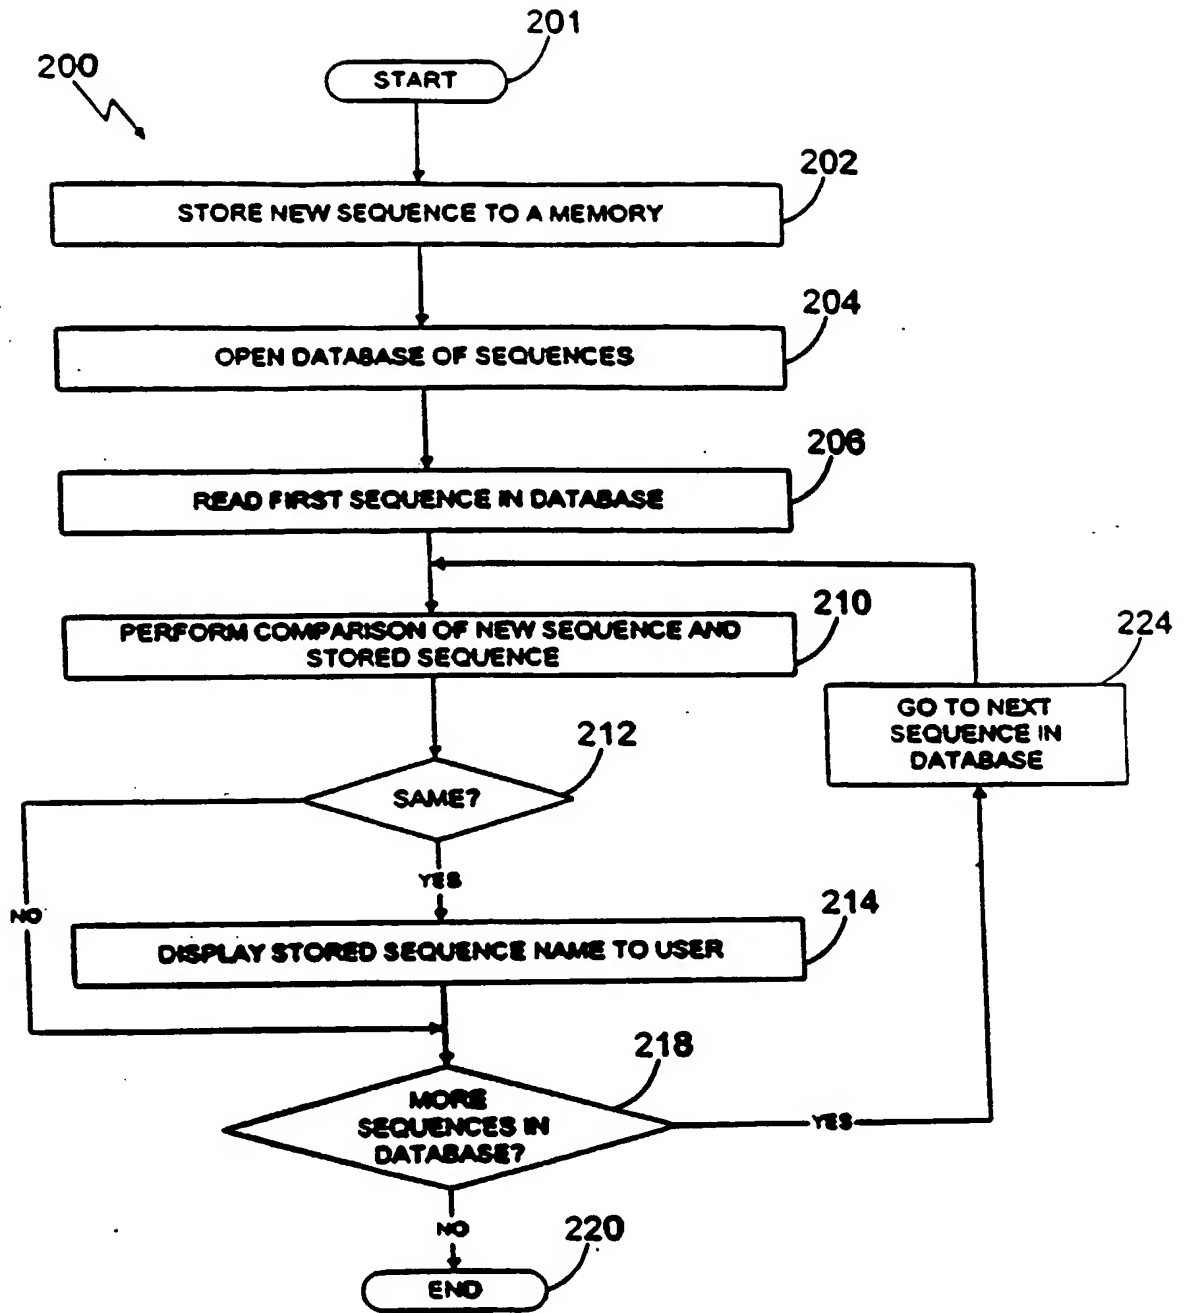 201
200
START
202
STORE NEW SEQUENCE TO A MEMORY
204
OPEN DATABASE OF SEQUENCES
206
READ FIRST SEQUENCE IN DATABASE
210
PERFORM COMPARISON OF NEW SEQUENCE AND
STORED SEQUENCE
224
GO TO NEXT
SEQUENCE IN
DATABASE
212
SAME?
YES
NO
214
DISPLAY STORED SEQUENCE NAME TO USER
218
MORE
SEQUENCES IN
DATABASE?
YES
NO
220
END